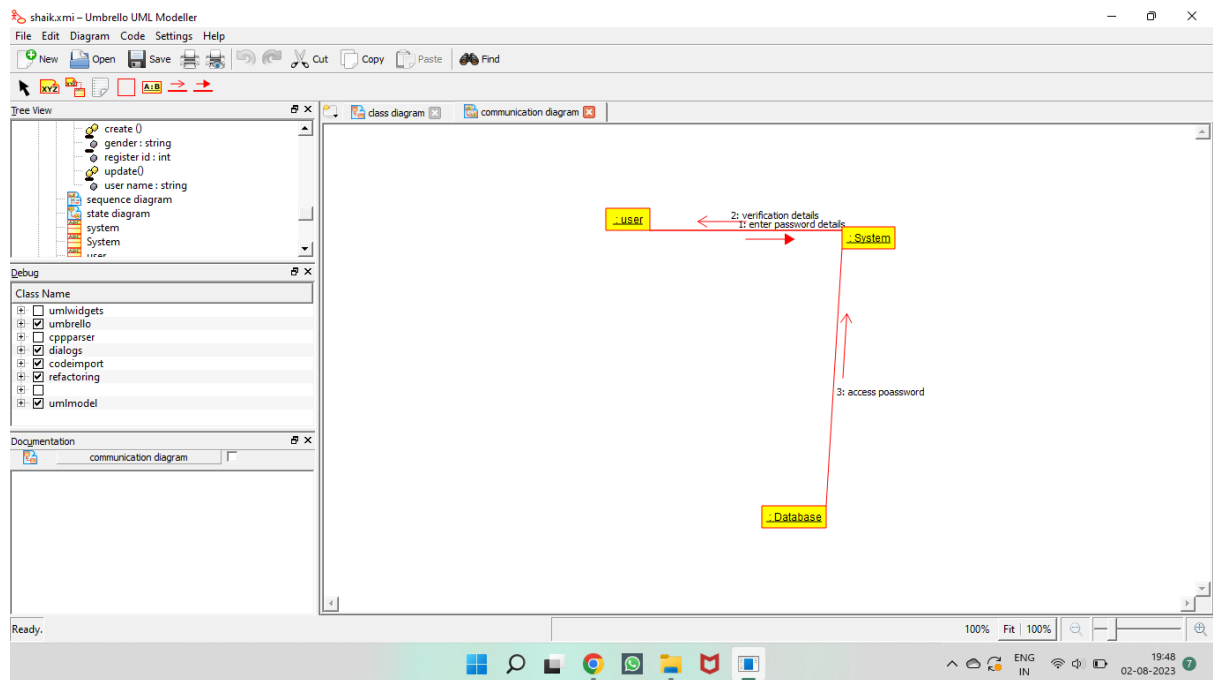 shaik.xmi – Umbrello UML Modeller
File Edit Diagram Code Settings Help
New Open Save Cut Copy Paste Find
XYZ XYZ A:B
Tree View
class diagram communication diagram
create ()
gender : string
register id : int
update()
user name : string
sequence diagram
state diagram
system
System
user
Debug
Class Name
umlwidgets
umbrello
cppparser
dialogs
codeimport
refactoring
umlmodel
Documentation
communication diagram
: user
2: verification details
1: enter password details
: System
3: access poassword
: Database
Ready.
100% Fit 100%
ENG
IN
19:48
02-08-2023
7